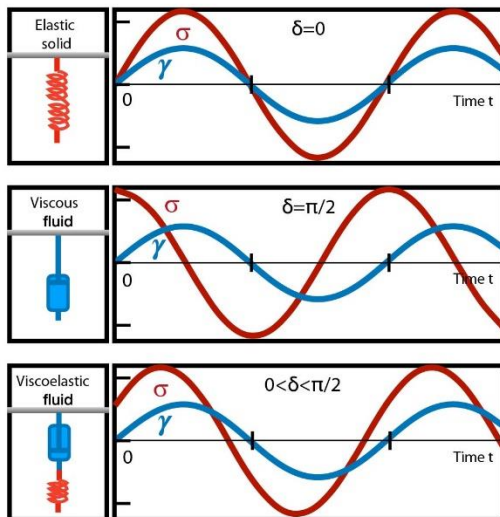 Elastic
solid
σ
γ
δ=0
0
Time t
Viscous
fluid
σ
γ
δ=π/2
0
Time t
Viscoelastic
fluid
σ
γ
0<δ<π/2
0
Time t